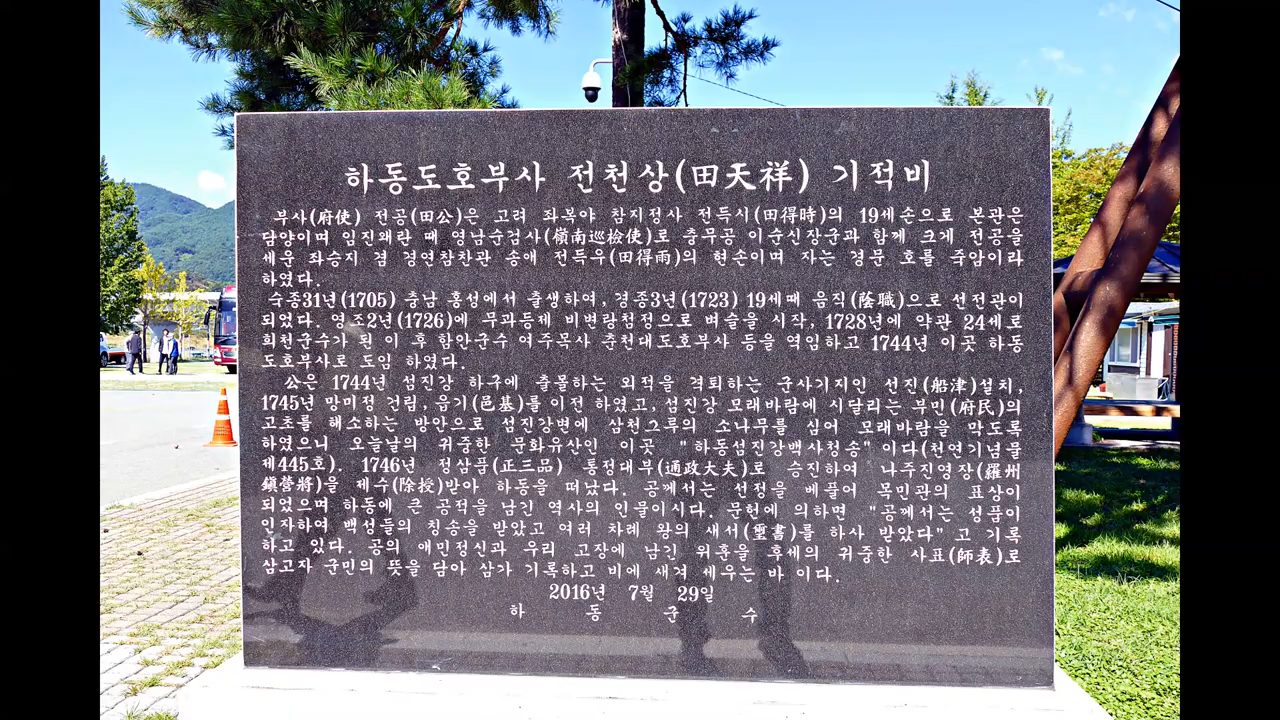 하동도호부사 전천상(田天祥) 기적비
부사(府使) 전공(田公)은 고려 좌복야 참지정사 전득시(田得時)의 19세손으로 본관은
담양이며 임진왜란 때 영남순검사(嶺南巡檢使)로 충무공 이순신장군과 함께 크게 전공을
세운 좌승지 겸 경연참찬관 송애 전득우(田得雨)의 현손이며 자는 경문 호를 죽암이라
하였다.
숙종31년(1705) 충남 홍성에서 출생하여, 경종3년(1723) 19세때 음직(蔭職)으로 선전관이
되었다. 영조2년(1726)에 무과등제 비변랑첨정으로 벼슬을 시작, 1728년에 약관 24세로
희천군수가 된 이 후 함안군수 여주목사 춘천대도호부사 등을 역임하고 1744년 이곳 하동
도호부사로 도임 하였다.
공은 1744년 섬진강 하구에 출몰하는 외적을 격퇴하는 군사기지인 선진(船津)설치,
1745년 망미정 건립, 읍기(邑基)를 이전 하였고, 섬진강 모래바람에 시달리는 부민(府民)의
고초를 해소하는 방안으로 섬진강변에 삼천그루의 소나무를 심어 모래바람을 막도록
하였으니 오늘날의 귀중한 문화유산인 이곳 "하동섬진강백사청송" 이다(천연기념물
제445호). 1746년 정삼품(正三品) 통정대부(通政大夫)로 승진하여 나주진영장(羅州
鎭營將)을 제수(除授)받아 하동을 떠났다. 공께서는 선정을 베풀어 목민관의 표상이
되었으며 하동에 큰 공적을 남긴 역사의 인물이시다. 문헌에 의하면 "공께서는 성품이
인자하여 백성들의 칭송을 받았고 여러 차례 왕의 새서(璽書)를 하사 받았다" 고 기록
하고 있다. 공의 애민정신과 우리 고장에 남긴 위훈을 후세의 귀중한 사표(師表)로
삼고자 군민의 뜻을 담아 삼가 기록하고 비에 새겨 세우는 바 이다.
2016년 7월 29일
하 동 군 수